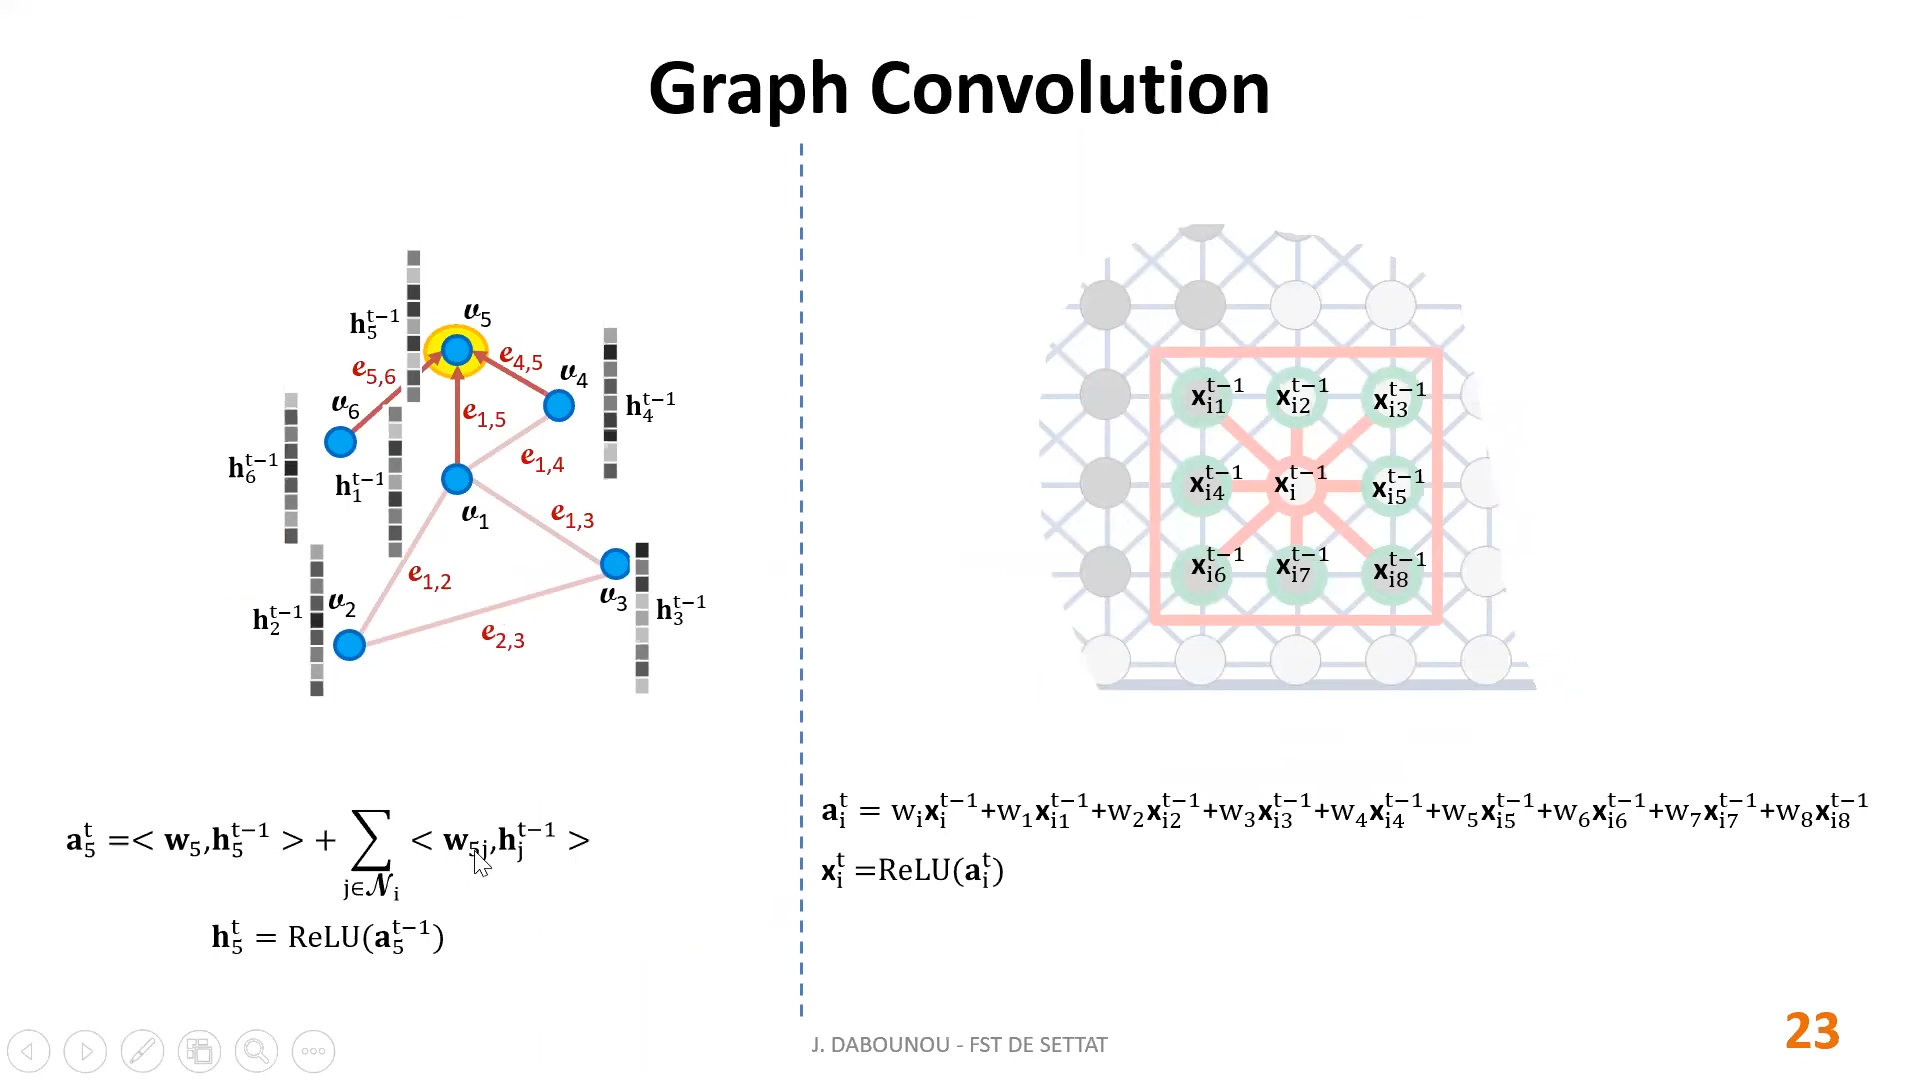 Graph Convolution
v₅
h₅ᵗ⁻¹
e₅,₆
e₄,₅
v₄
v₆
e₁,₅
h₄ᵗ⁻¹
h₆ᵗ⁻¹
h₁ᵗ⁻¹
e₁,₄
v₁
e₁,₃
e₁,₂
v₂
v₃
h₂ᵗ⁻¹
h₃ᵗ⁻¹
e₂,₃
a₅ᵗ =< w₅,h₅ᵗ⁻¹ > + ∑ < w₅ⱼ,hⱼᵗ⁻¹ >
j∈𝒩ᵢ
h₅ᵗ = ReLU(a₅ᵗ⁻¹)
xᵢ₁ᵗ⁻¹ xᵢ₂ᵗ⁻¹ xᵢ₃ᵗ⁻¹
xᵢ₄ᵗ⁻¹ xᵢᵗ⁻¹ xᵢ₅ᵗ⁻¹
xᵢ₆ᵗ⁻¹ xᵢ₇ᵗ⁻¹ xᵢ₈ᵗ⁻¹
aᵢᵗ = wᵢxᵢᵗ⁻¹+w₁xᵢ₁ᵗ⁻¹+w₂xᵢ₂ᵗ⁻¹+w₃xᵢ₃ᵗ⁻¹+w₄xᵢ₄ᵗ⁻¹+w₅xᵢ₅ᵗ⁻¹+w₆xᵢ₆ᵗ⁻¹+w₇xᵢ₇ᵗ⁻¹+w₈xᵢ₈ᵗ⁻¹
xᵢᵗ =ReLU(aᵢᵗ)
J. DABOUNOU - FST DE SETTAT
23